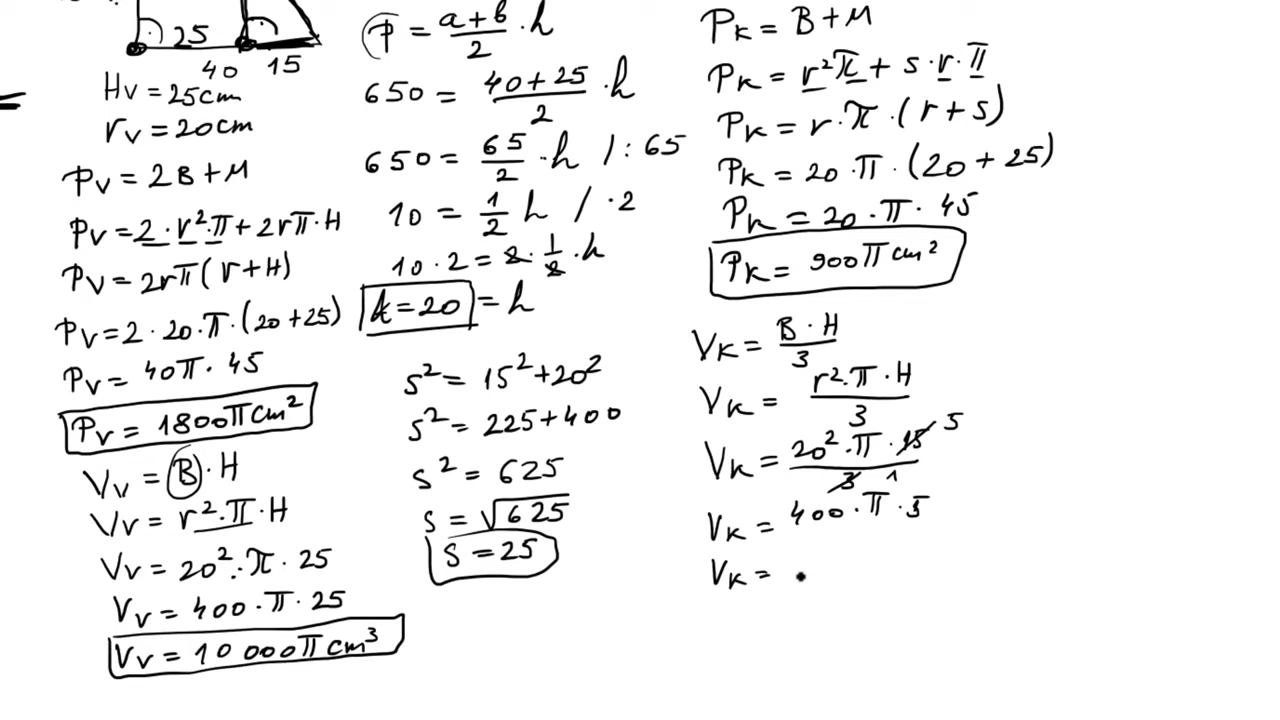 25
40 15
Hv = 25cm
rv = 20cm
Pv = 2B + M
Pv = 2 · r² · π + 2rπ · H
Pv = 2rπ (r + H)
Pv = 2 · 20 · π · (20 + 25)
Pv = 40π · 45
Pv = 1800π cm²
Vv = B · H
Vv = r² · π · H
Vv = 20² · π · 25
Vv = 400 · π · 25
Vv = 10 000π cm³
P = a + b / 2 · h
650 = 40 + 25 / 2 · h
650 = 65 / 2 · h / : 65
10 = 1/2 h / · 2
10 · 2 = 2 · 1/2 · h
h = 20 = h
s² = 15² + 20²
s² = 225 + 400
s² = 625
s = √625
s = 25
Pk = B + M
Pk = r²π + s · r · π
Pk = r · π · (r + s)
Pk = 20 · π · (20 + 25)
Pk = 20 · π · 45
Pk = 900π cm²
Vk = B · H / 3
Vk = r² · π · H / 3
Vk = 20² · π · 15 5 / 3 1
Vk = 400 · π · 5
Vk =